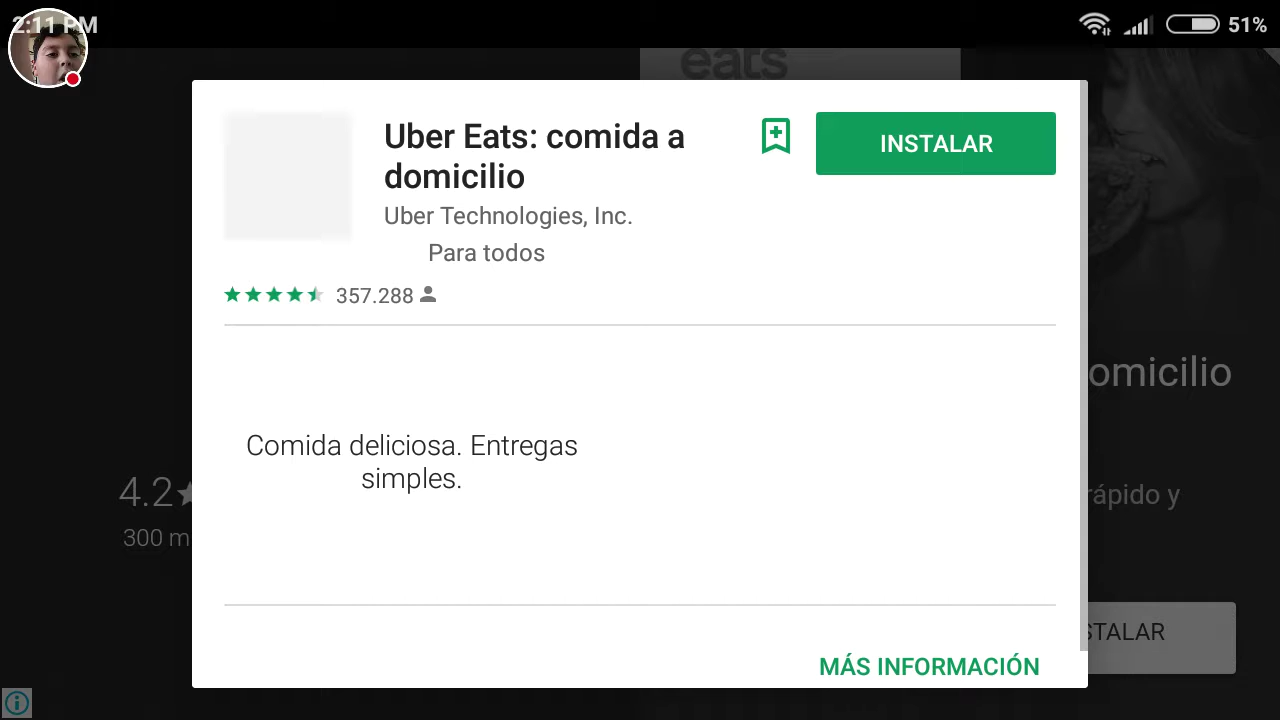 2:11 PM
51%
eats
Uber Eats: comida a
domicilio
INSTALAR
Uber Technologies, Inc.
Para todos
357.288
omicilio
Comida deliciosa. Entregas
simples.
4.2
rápido y
300 m
STALAR
MÁS INFORMACIÓN